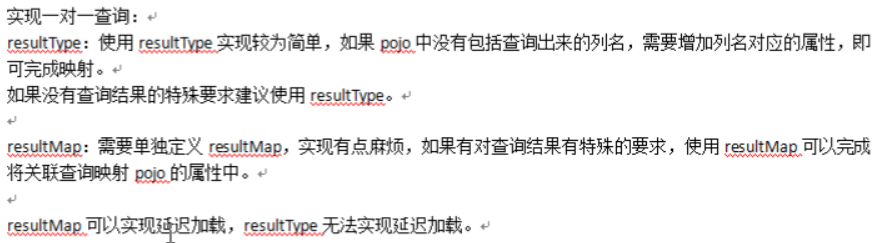 实现一对一查询：
resultType：使用 resultType 实现较为简单，如果 pojo 中没有包括查询出来的列名，需要增加列名对应的属性，即
可完成映射。
如果没有查询结果的特殊要求建议使用 resultType。
resultMap：需要单独定义 resultMap，实现有点麻烦，如果有对查询结果有特殊的要求，使用 resultMap 可以完成
将关联查询映射 pojo 的属性中。
resultMap 可以实现延迟加载，resultType 无法实现延迟加载。